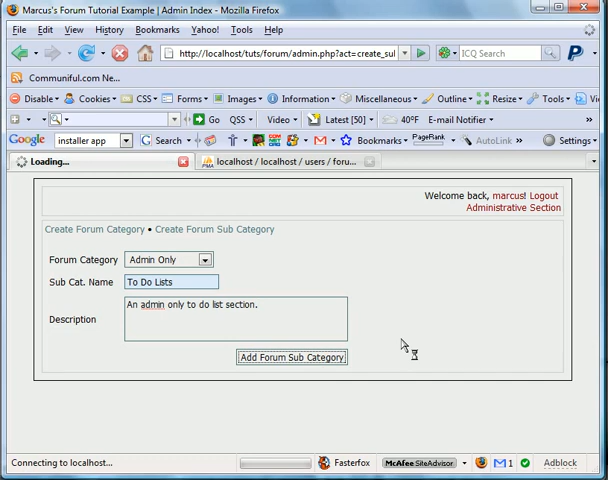 Marcus's Forum Tutorial Example | Admin Index - Mozilla Firefox
File Edit View History Bookmarks Yahoo! Tools Help
http://localhost/tuts/forum/admin.php?act=create_sul ICQ Search
Communiful.com Ne...
Disable Cookies CSS Forms Images Information Miscellaneous Outline Resize Tools
Go QSS Video Latest [50] 40°F E-mail Notifier »
Google installer app G Search Bookmarks PageRank AutoLink » Settings
Loading... PMA localhost / localhost / users / foru...
Welcome back, marcus! Logout
Administrative Section
Create Forum Category • Create Forum Sub Category
Forum Category Admin Only
Sub Cat. Name To Do Lists
Description An admin only to do list section.
Add Forum Sub Category
Connecting to localhost... Fasterfox McAfee SiteAdvisor 1 Adblock